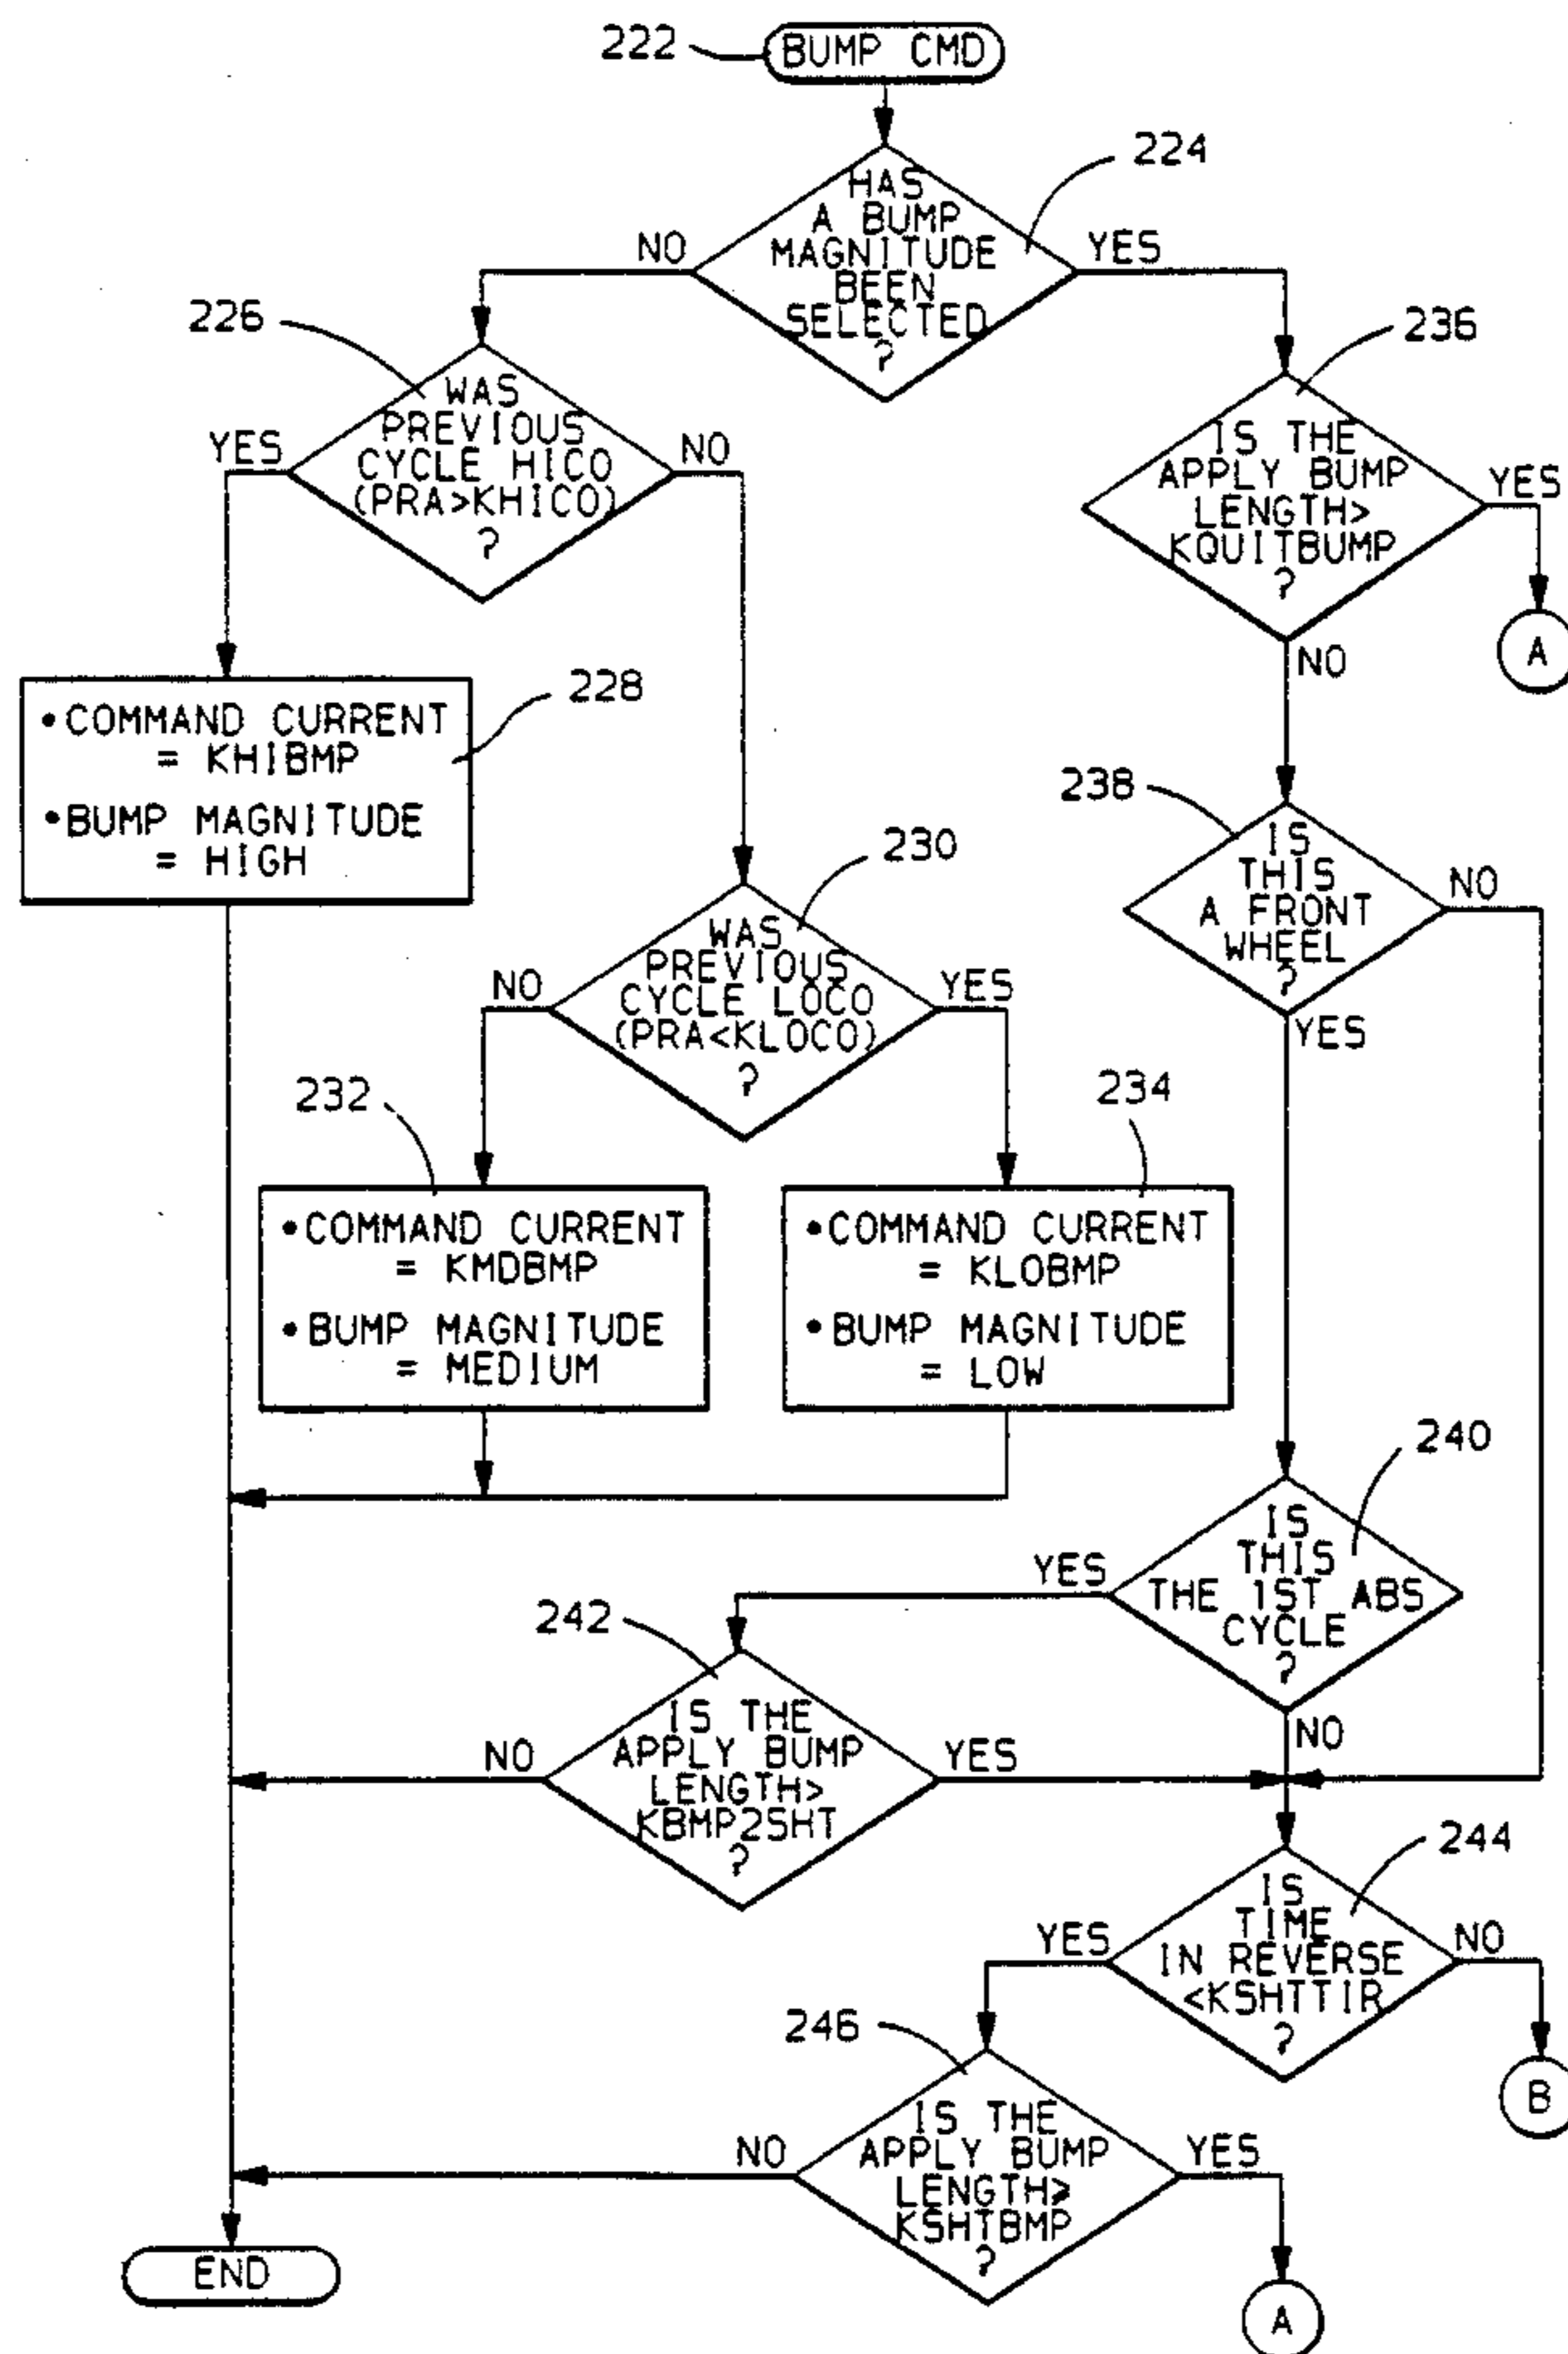 222
BUMP CMD
224
HAS
A BUMP
MAGNITUDE
BEEN
SELECTED
?
NO
YES
226
WAS
PREVIOUS
CYCLE HICO
(PRA>KHICO)
?
YES
NO
236
IS THE
APPLY BUMP
LENGTH>
KQUITBUMP
?
YES
A
NO
228
•COMMAND CURRENT
= KHIBMP
•BUMP MAGNITUDE
= HIGH
238
IS
THIS
A FRONT
WHEEL
?
NO
YES
230
WAS
PREVIOUS
CYCLE LOCO
(PRA<KLOCO)
?
NO
YES
232
•COMMAND CURRENT
= KMDBMP
•BUMP MAGNITUDE
= MEDIUM
234
•COMMAND CURRENT
= KLOBMP
•BUMP MAGNITUDE
= LOW
240
IS
THIS
THE 1ST ABS
CYCLE
?
YES
NO
242
IS THE
APPLY BUMP
LENGTH>
KBMP2SHT
?
NO
YES
244
IS
TIME
IN REVERSE
<KSHTTIR
?
YES
NO
B
246
IS THE
APPLY BUMP
LENGTH⩾
KSHTBMP
?
NO
YES
A
END